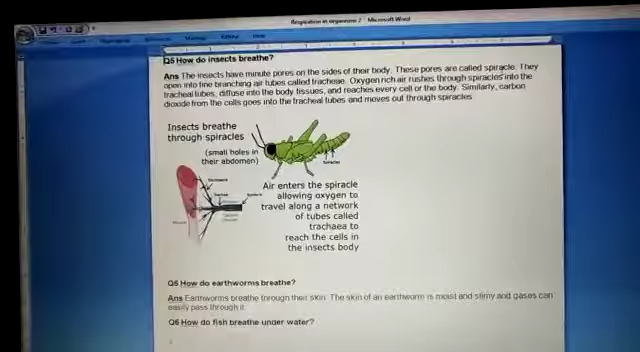 Respiration in organisms 2 Microsoft Word
Q5 How do insects breathe?
Ans The insects have minute pores on the sides of their body. These pores are called spiracle. They
open into fine branching air tubes called tracheae. Oxygen rich air rushes through spiracles into the
tracheal tubes, diffuse into the body tissues, and reaches every cell of the body. Similarly, carbon
dioxide from the cells goes into the tracheal tubes and moves out through spiracles
Insects breathe
through spiracles
(small holes in
their abdomen)
Spiracles
Air enters the spiracle
allowing oxygen to
travel along a network
of tubes called
trachaea to
reach the cells in
the insects body
Q6 How do earthworms breathe?
Ans Earthworms breathe through their skin. The skin of an earthworm is moist and slimy and gases can
easily pass through it
Q6 How do fish breathe under water?